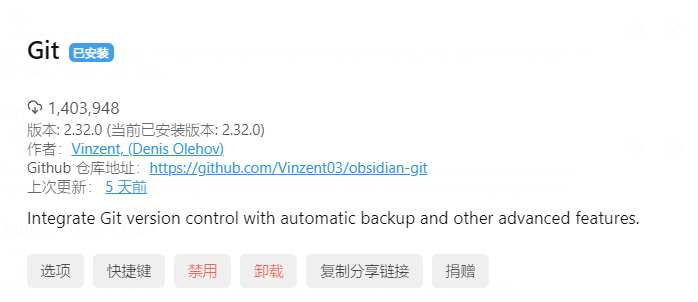 Git 已安装
1,403,948
版本: 2.32.0 (当前已安装版本: 2.32.0)
作者：Vinzent, (Denis Olehov)
Github 仓库地址：https://github.com/Vinzent03/obsidian-git
上次更新： 5 天前
Integrate Git version control with automatic backup and other advanced features.
选项 快捷键 禁用 卸载 复制分享链接 捐赠